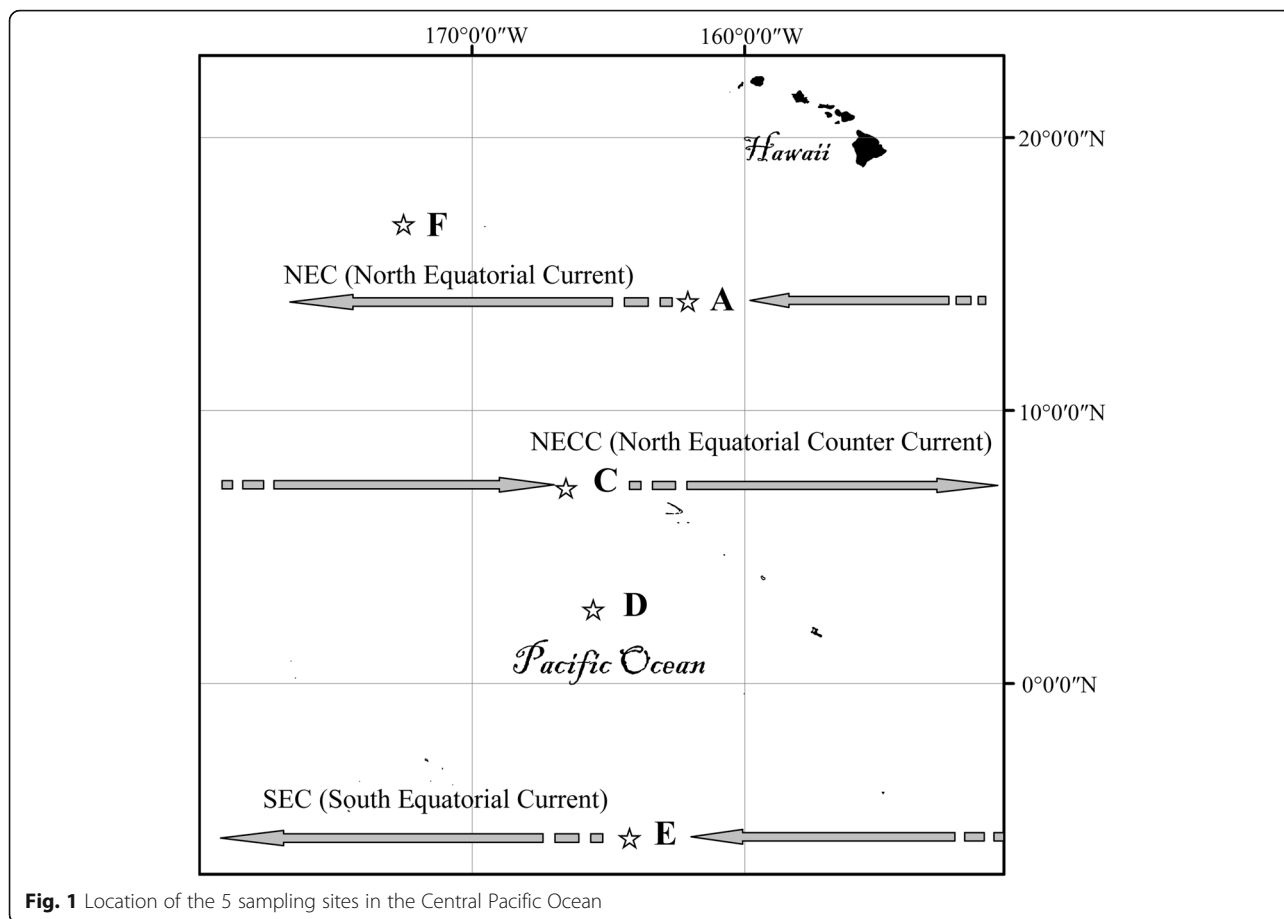 170°0′0″W 160°0′0″W
Hawaii
20°0′0″N
F
NEC (North Equatorial Current)
A
10°0′0″N
NECC (North Equatorial Counter Current)
C
D
Pacific Ocean
0°0′0″N
SEC (South Equatorial Current)
E
Fig. 1 Location of the 5 sampling sites in the Central Pacific Ocean